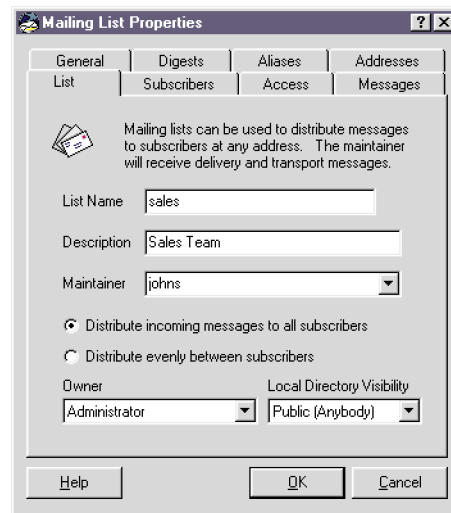 Mailing List Properties
General Digests Aliases Addresses
List Subscribers Access Messages
Mailing lists can be used to distribute messages
to subscribers at any address. The maintainer
will receive delivery and transport messages.
List Name sales
Description Sales Team
Maintainer johns
Distribute incoming messages to all subscribers
Distribute evenly between subscribers
Owner Local Directory Visibility
Administrator Public (Anybody)
Help OK Cancel